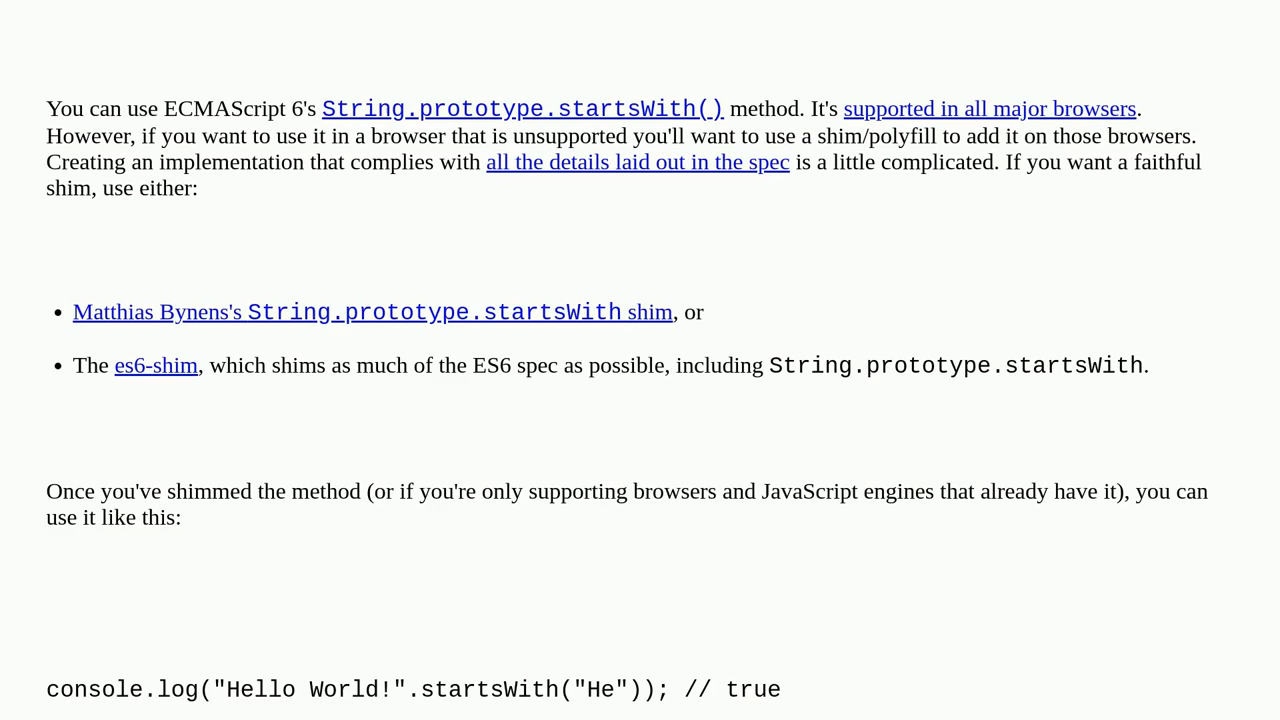 You can use ECMAScript 6's String.prototype.startsWith() method. It's supported in all major browsers.
However, if you want to use it in a browser that is unsupported you'll want to use a shim/polyfill to add it on those browsers.
Creating an implementation that complies with all the details laid out in the spec is a little complicated. If you want a faithful
shim, use either:
• Matthias Bynens's String.prototype.startsWith shim, or
• The es6-shim, which shims as much of the ES6 spec as possible, including String.prototype.startsWith.
Once you've shimmed the method (or if you're only supporting browsers and JavaScript engines that already have it), you can
use it like this:
console.log("Hello World!".startsWith("He")); // true